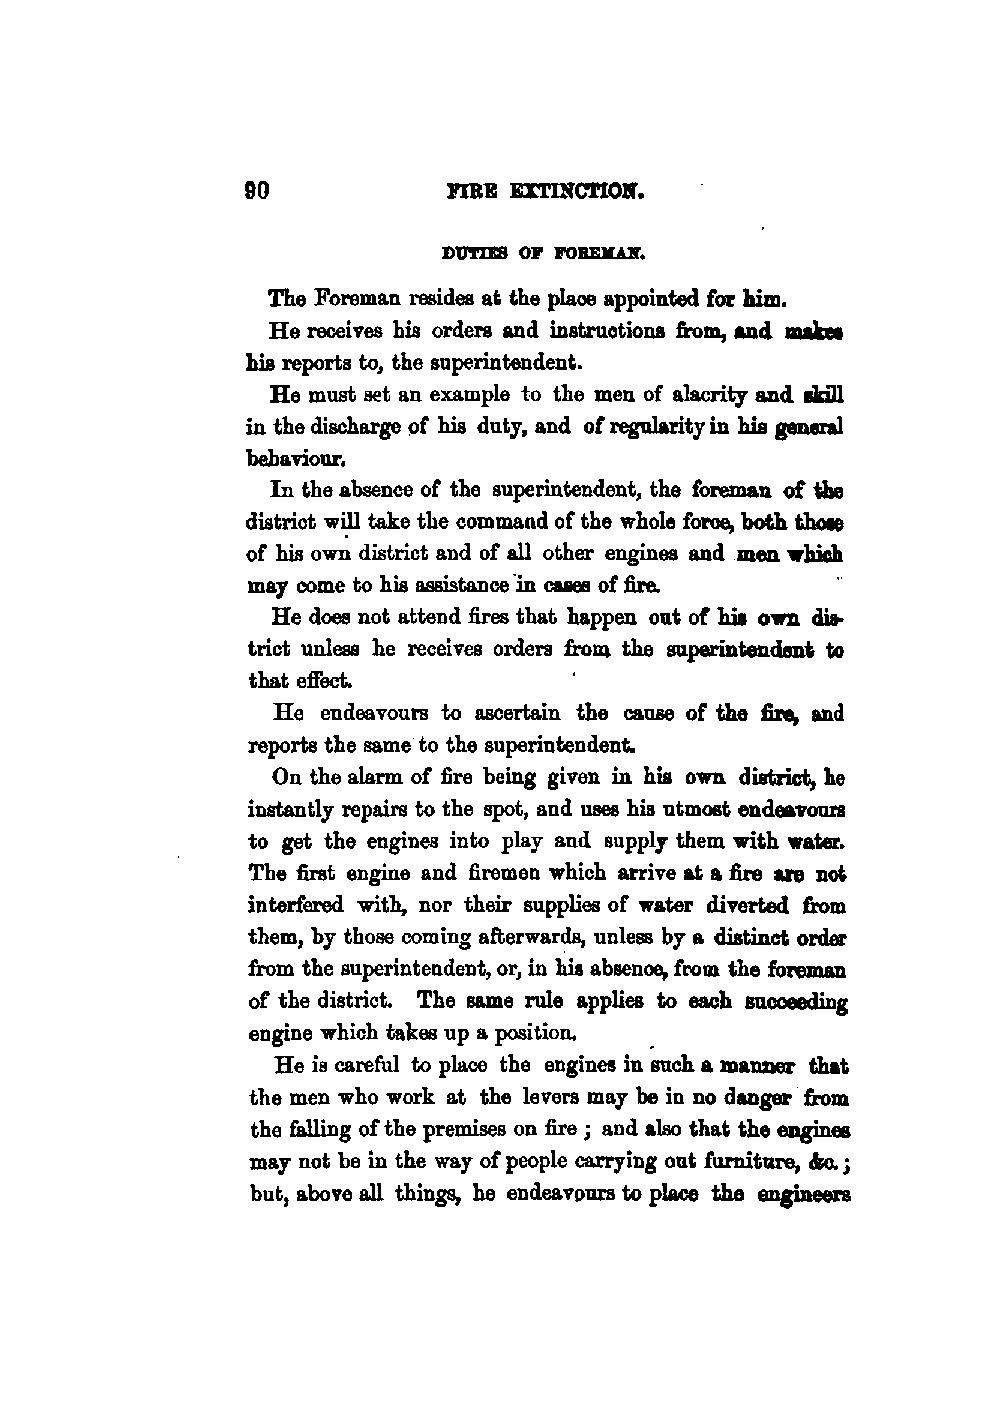 90 FIRE EXTINCTION.
DUTIES OF FOREMAN.
The Foreman resides at the place appointed for him.
He receives his orders and instructions from, and makes
his reports to, the superintendent.
He must set an example to the men of alacrity and skill
in the discharge of his duty, and of regularity in his general
behaviour.
In the absence of the superintendent, the foreman of the
district will take the command of the whole force, both those
of his own district and of all other engines and men which
may come to his assistance in cases of fire.
He does not attend fires that happen out of his own dis-
trict unless he receives orders from the superintendent to
that effect.
He endeavours to ascertain the cause of the fire, and
reports the same to the superintendent.
On the alarm of fire being given in his own district, he
instantly repairs to the spot, and uses his utmost endeavours
to get the engines into play and supply them with water.
The first engine and firemen which arrive at a fire are not
interfered with, nor their supplies of water diverted from
them, by those coming afterwards, unless by a distinct order
from the superintendent, or, in his absence, from the foreman
of the district. The same rule applies to each succeeding
engine which takes up a position.
He is careful to place the engines in such a manner that
the men who work at the levers may be in no danger from
the falling of the premises on fire ; and also that the engines
may not be in the way of people carrying out furniture, &c. ;
but, above all things, he endeavours to place the engineers